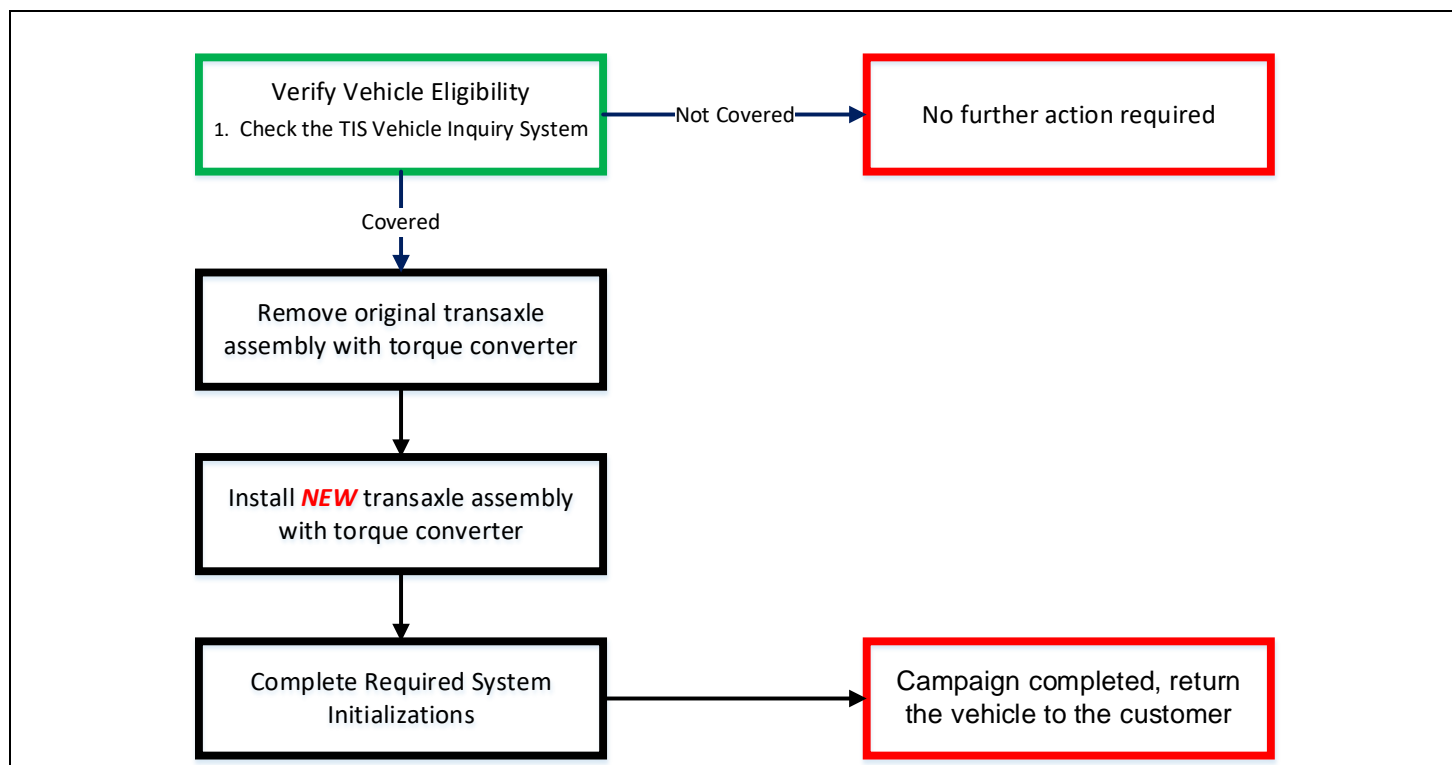 Verify Vehicle Eligibility
1. Check the TIS Vehicle Inquiry System
Not Covered
No further action required
Covered
Remove original transaxle
assembly with torque converter
Install NEW transaxle assembly
with torque converter
Complete Required System
Initializations
Campaign completed, return
the vehicle to the customer